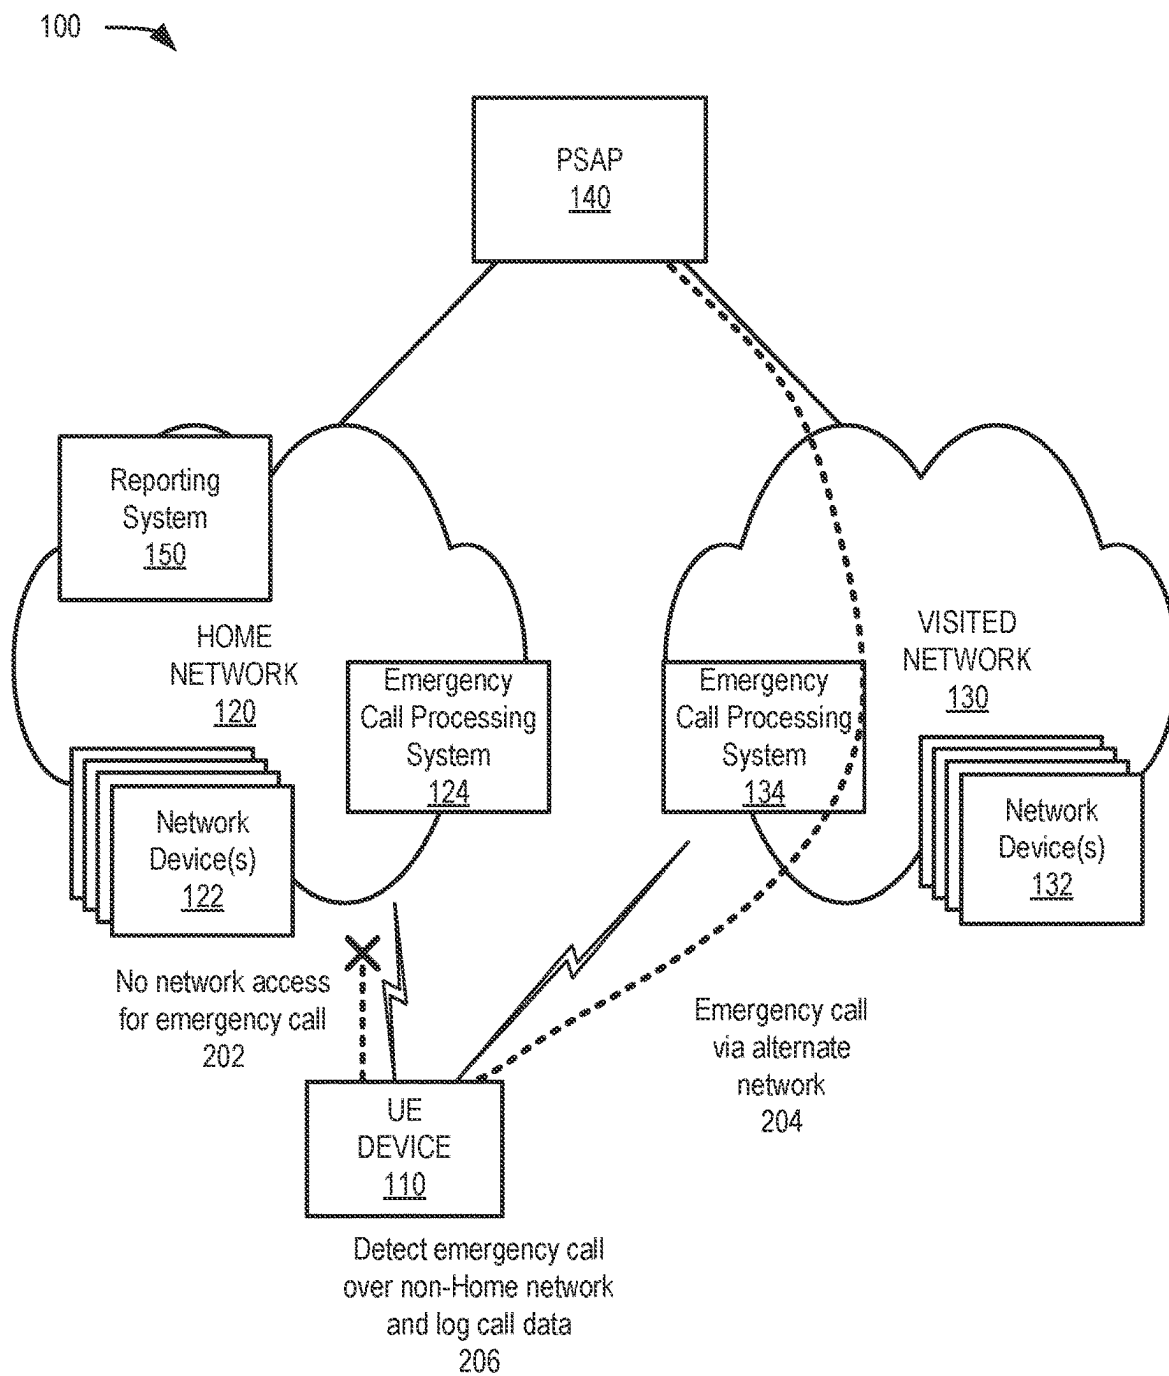 100
PSAP
140
Reporting
System
150
HOME
NETWORK
120
Emergency
Call Processing
System
124
Network
Device(s)
122
VISITED
NETWORK
130
Emergency
Call Processing
System
134
Network
Device(s)
132
No network access
for emergency call
202
Emergency call
via alternate
network
204
UE
DEVICE
110
Detect emergency call
over non-Home network
and log call data
206